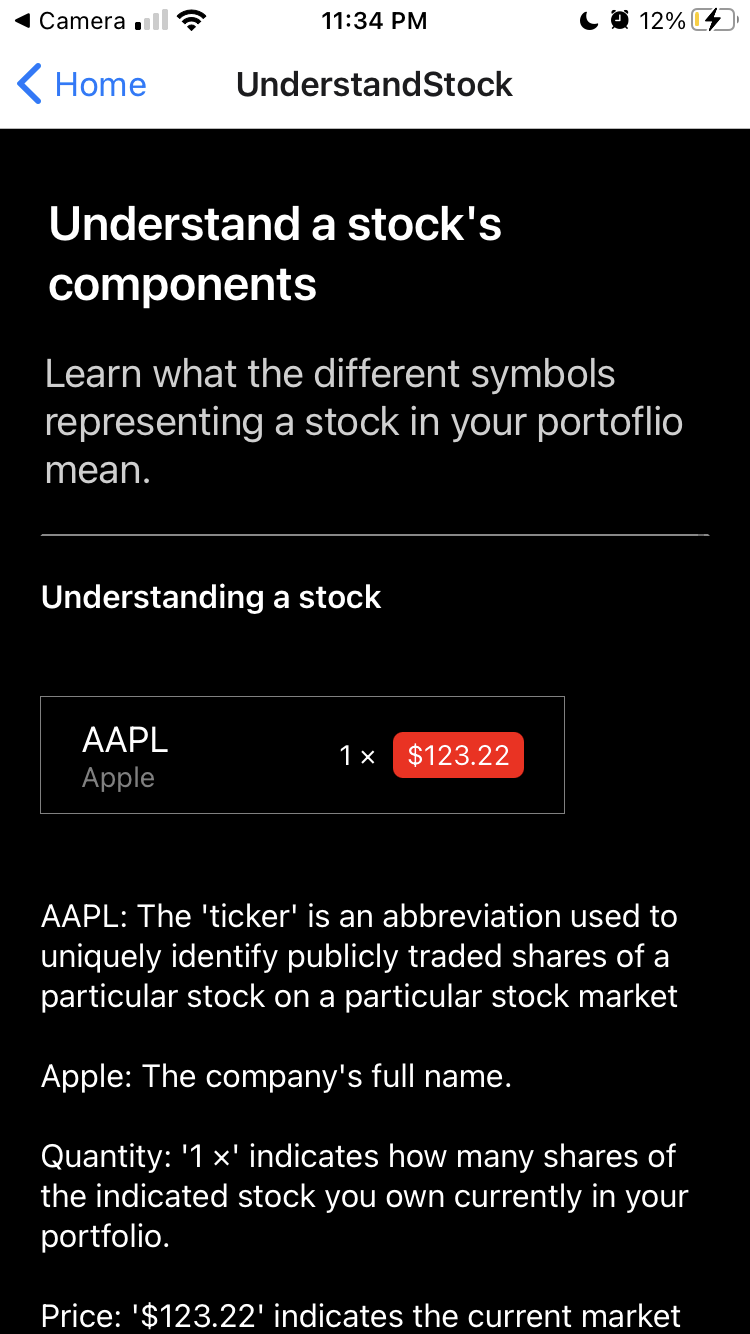 Camera 11:34 PM 12%
Home UnderstandStock
Understand a stock's
components
Learn what the different symbols
representing a stock in your portoflio
mean.
Understanding a stock
AAPL
Apple
1 × $123.22
AAPL: The 'ticker' is an abbreviation used to
uniquely identify publicly traded shares of a
particular stock on a particular stock market
Apple: The company's full name.
Quantity: '1 ×' indicates how many shares of
the indicated stock you own currently in your
portfolio.
Price: '$123.22' indicates the current market